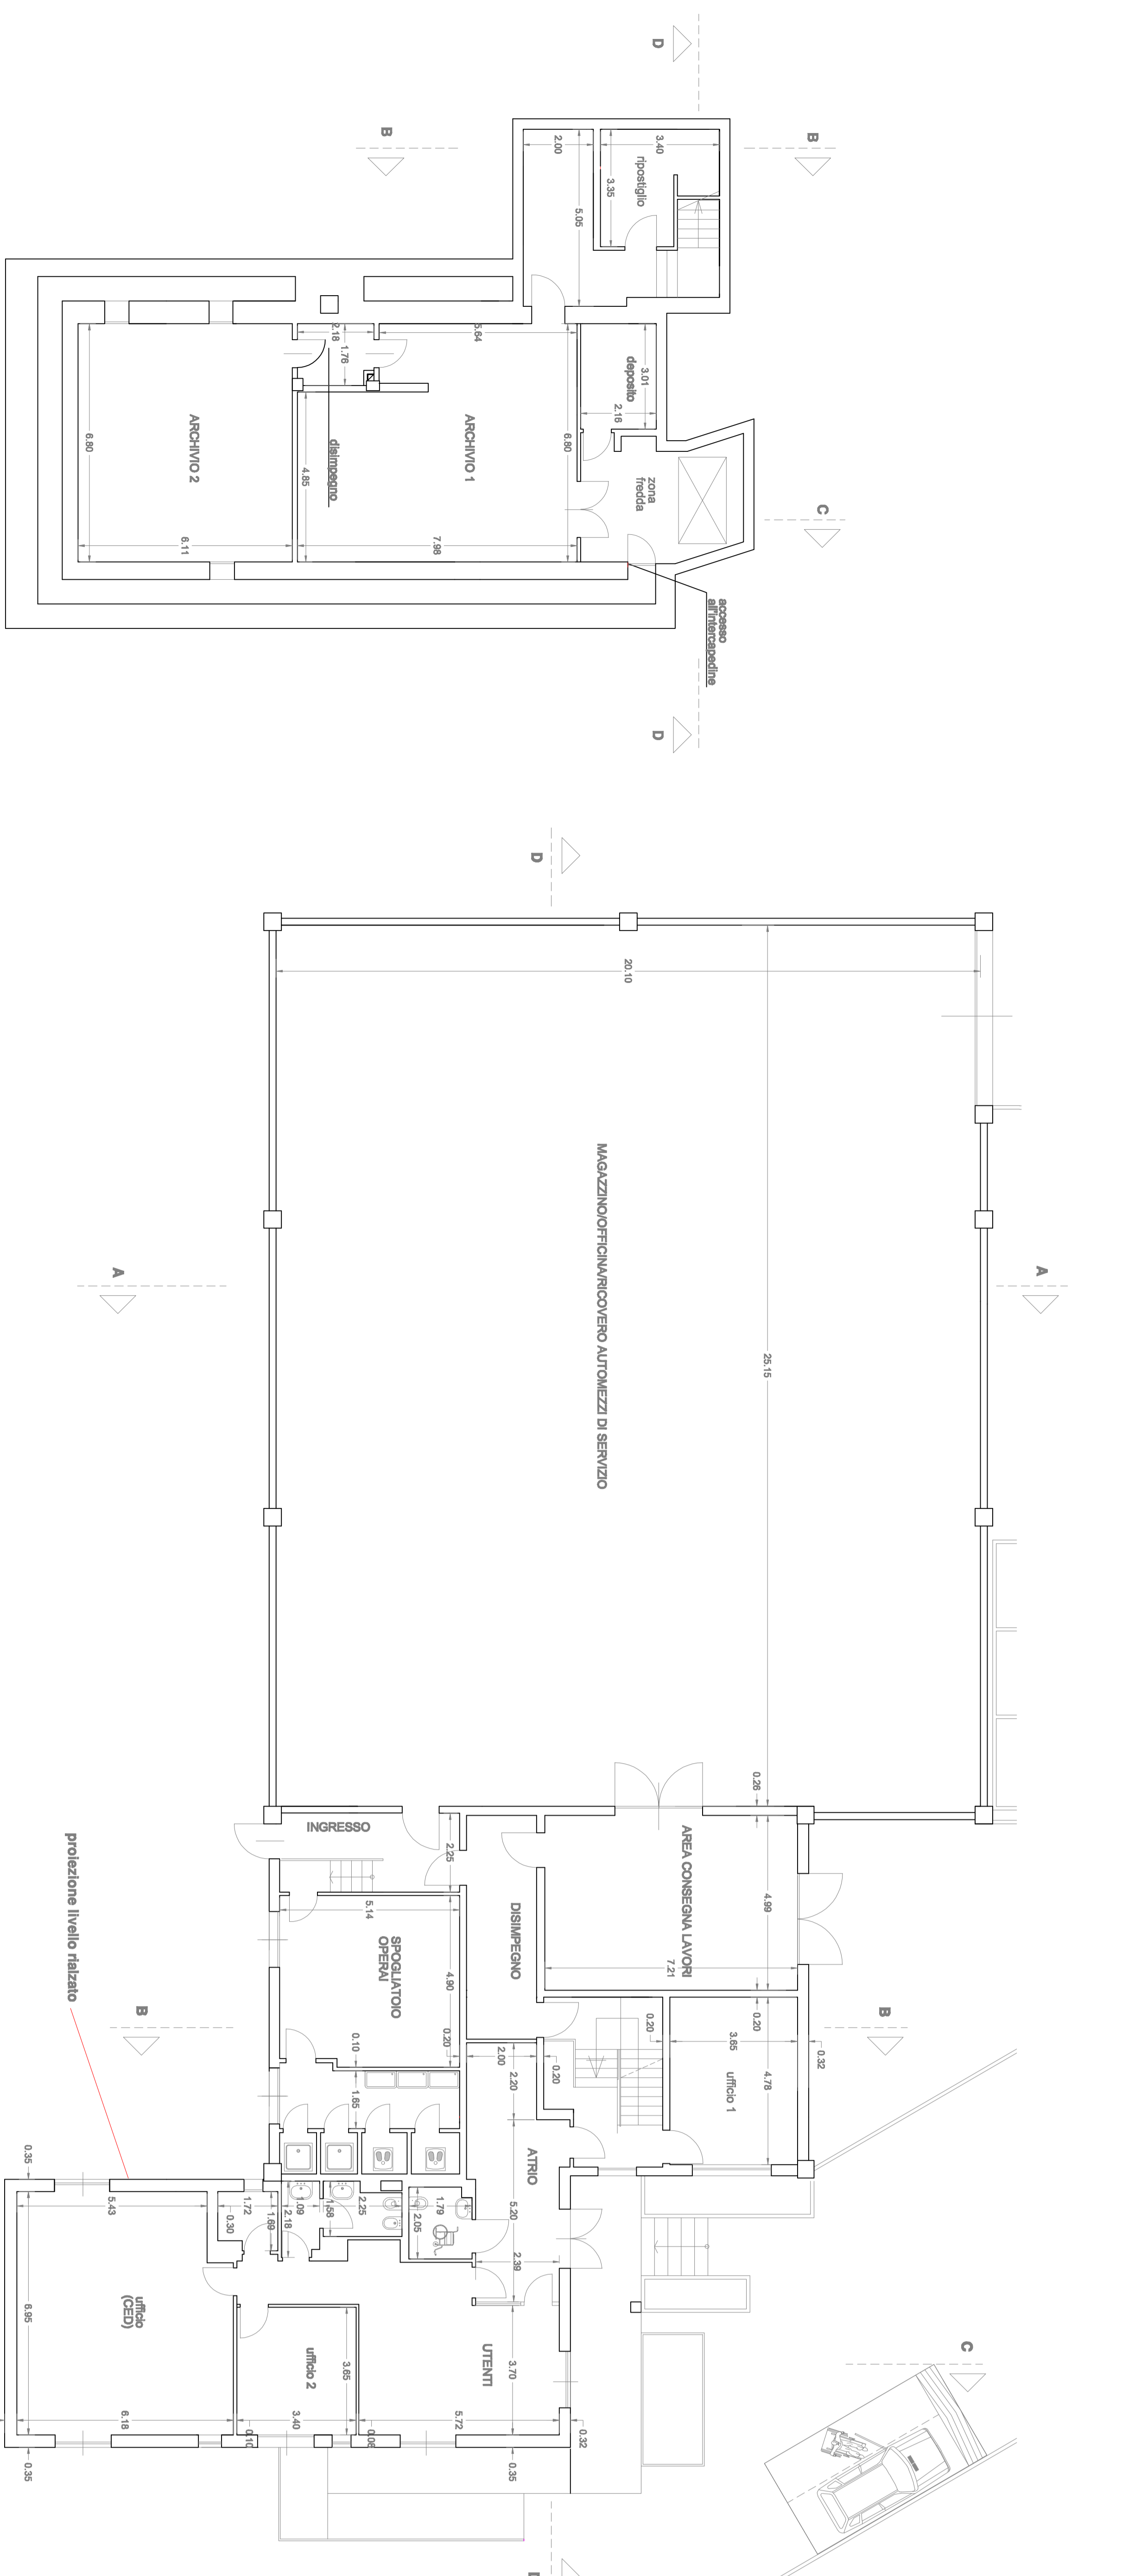 D
B
B
2.00
3.40
ripostiglio
3.35
5.05
deposito
3.01
2.16
zona
fredda
C
2.18
1.76
5.64
disimpegno
ARCHIVIO 1
6.80
4.85
7.98
ARCHIVIO 2
6.80
6.11
accesso
all'intercapedine
D
D
20.10
MAGAZZINO/OFFICINA/RICOVERO AUTOMEZZI DI SERVIZIO
25.15
A
A
0.26
INGRESSO
2.25
AREA CONSEGNA LAVORI
4.99
7.21
DISIMPEGNO
5.14
SPOGLIATOIO
OPERAI
4.90
0.10
0.20
2.00
2.20
0.20
0.20
3.65
0.20
0.32
ufficio 1
4.78
1.65
proiezione livello rialzato
B
B
ATRIO
5.20
2.39
1.79
2.05
2.25
1.58
1.09
2.18
1.69
1.72
0.30
5.43
0.35
ufficio
(CED)
6.95
6.18
ufficio 2
3.65
3.40
0.10
0.06
UTENTI
3.70
5.72
0.32
0.35
0.35
C